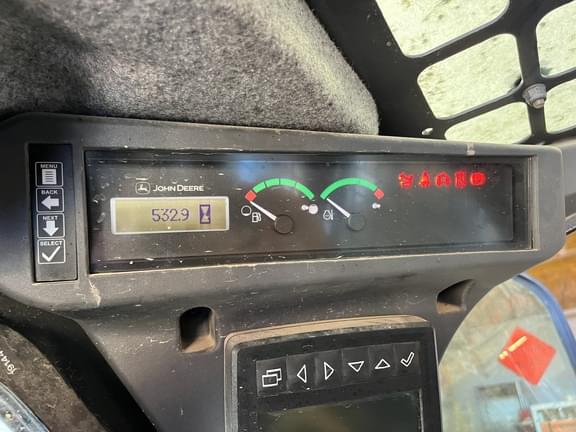 MENU
BACK
NEXT
SELECT
JOHN DEERE
532.9